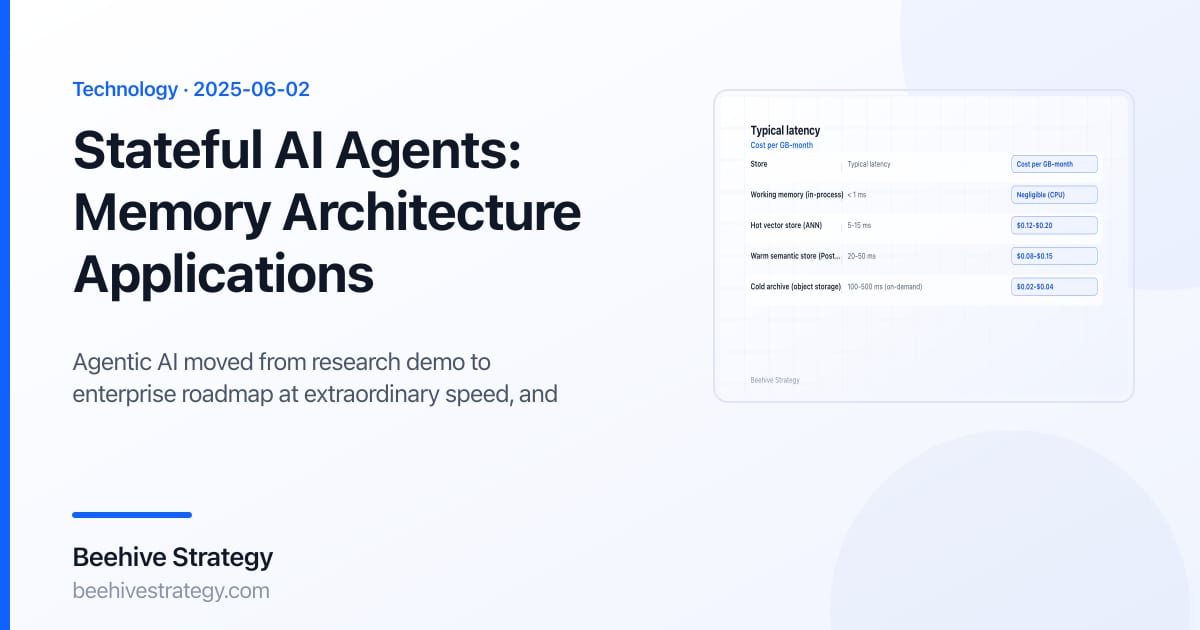 Technology · 2025-06-02
Stateful AI Agents:
Memory Architecture
Applications
Agentic AI moved from research demo to
enterprise roadmap at extraordinary speed, and
Beehive Strategy
beehivestrategy.com
Typical latency
Cost per GB-month
Store Typical latency Cost per GB-month
Working memory (in-process) < 1 ms Negligible (CPU)
Hot vector store (ANN) 5-15 ms $0.12-$0.20
Warm semantic store (Post... 20-50 ms $0.08-$0.15
Cold archive (object storage) 100-500 ms (on-demand) $0.02-$0.04
Beehive Strategy